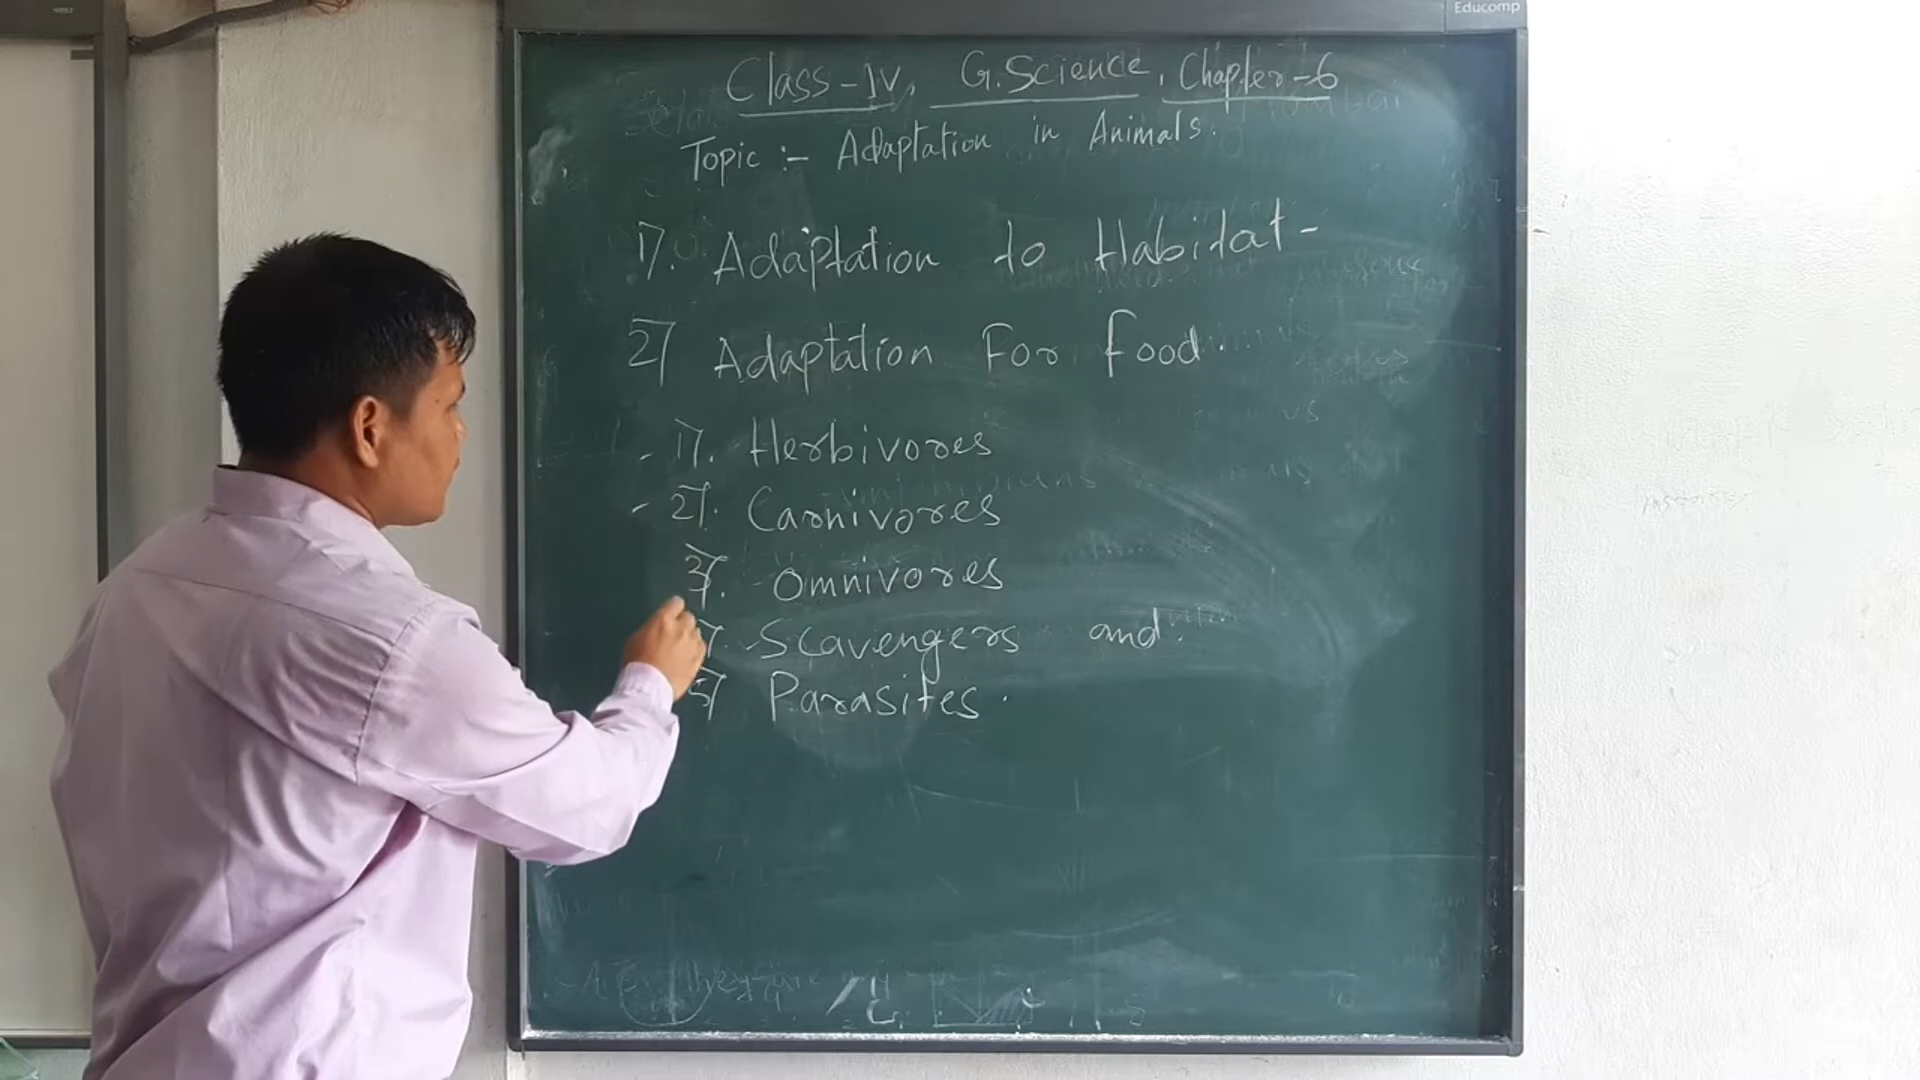 Educomp
Class-IV, G.Science, Chapter-6
Topic :- Adaptation in Animals.
1). Adaptation to Habitat-
2) Adaptation For food.
- 1). Herbivores
- 2). Carnivores
3). Omnivores
). Scavengers and.
5) Parasites.